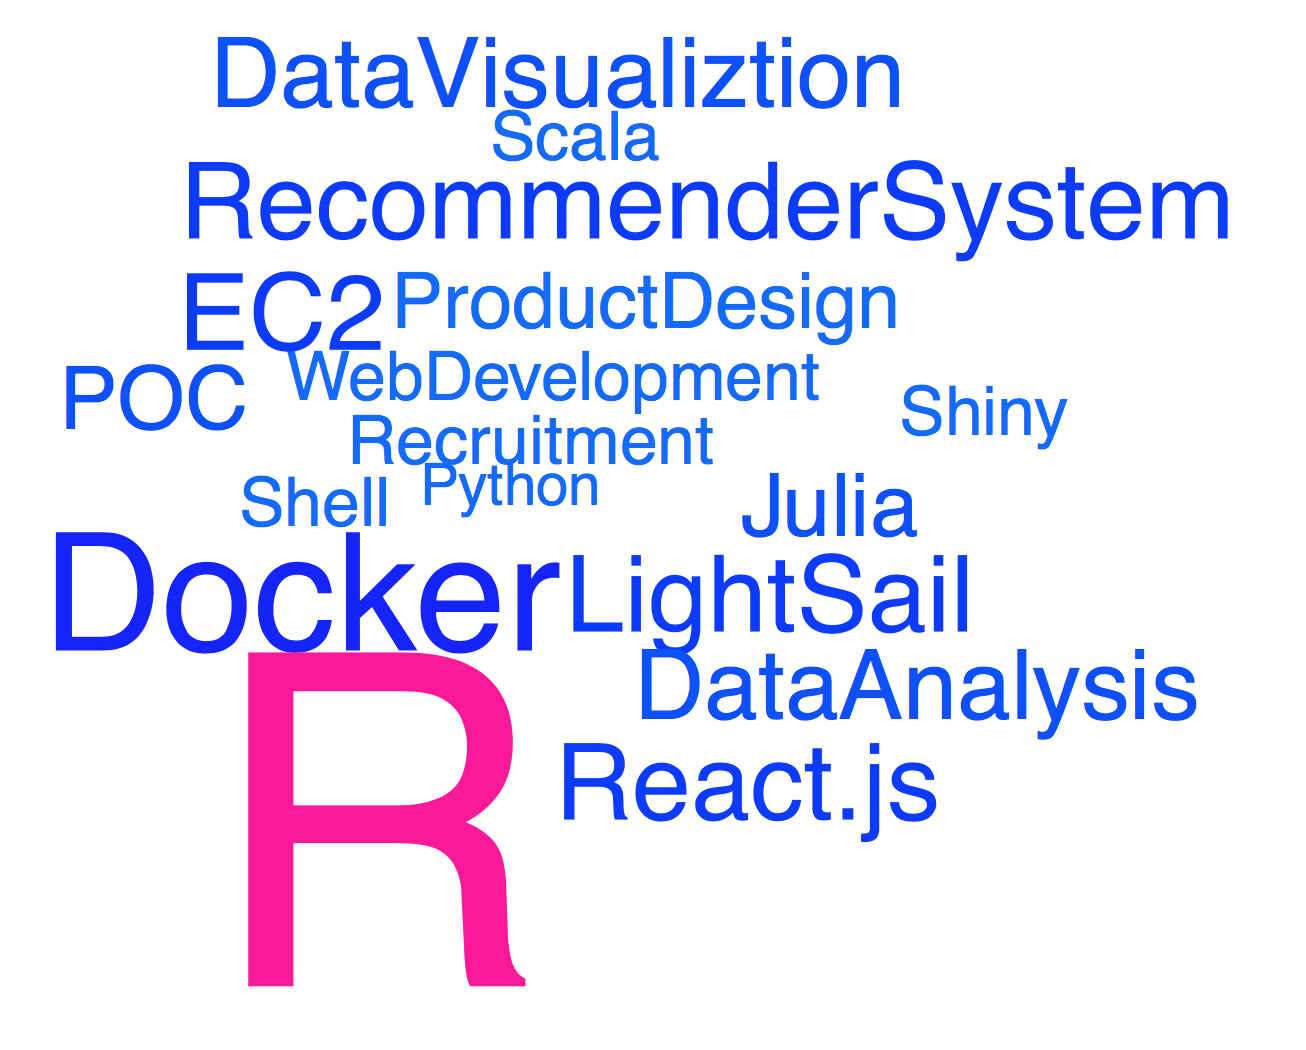 DataVisualiztion
Scala
RecommenderSystem
EC2 ProductDesign
WebDevelopment
POC
Shiny
Recruitment
Python
Shell
Julia
Docker
LightSail
DataAnalysis
R
React.js